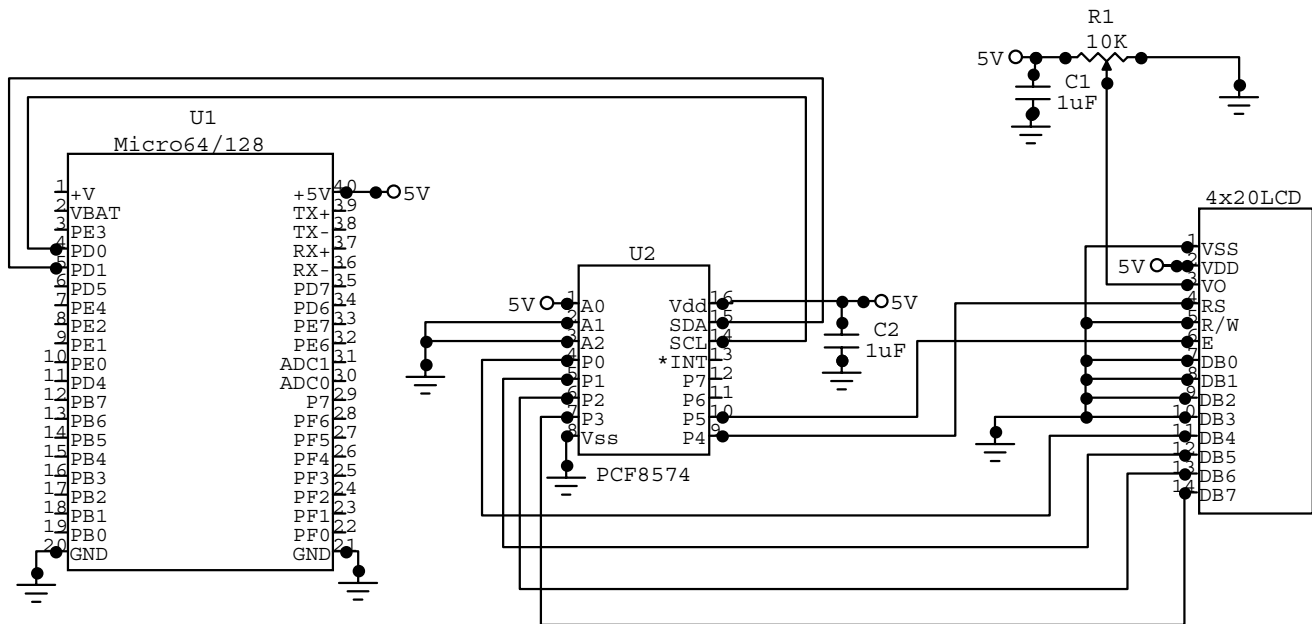 R1
10K
5V
C1
1uF
U1
Micro64/128
1 +V
2 VBAT
3 PE3
4 PD0
5 PD1
6 PD5
7 PE4
8 PE2
9 PE1
10 PE0
11 PD4
12 PB7
13 PB6
14 PB5
15 PB4
16 PB3
17 PB2
18 PB1
19 PB0
20 GND
+5V 40
5V
TX+ 39
TX- 38
RX+ 37
RX- 36
PD7 35
PD6 34
PE7 33
PE6 32
ADC1 31
ADC0 30
P7 29
PF6 28
PF5 27
PF4 26
PF3 25
PF2 24
PF1 23
PF0 22
GND 21
U2
5V
1 A0
2 A1
3 A2
4 P0
5 P1
6 P2
7 P3
8 Vss
Vdd 16
SDA 15
SCL 14
*INT 13
P7 12
P6 11
P5 10
P4 9
PCF8574
5V
C2
1uF
4x20LCD
1 VSS
5V
2 VDD
3 VO
4 RS
5 R/W
6 E
7 DB0
8 DB1
9 DB2
10 DB3
11 DB4
12 DB5
13 DB6
14 DB7